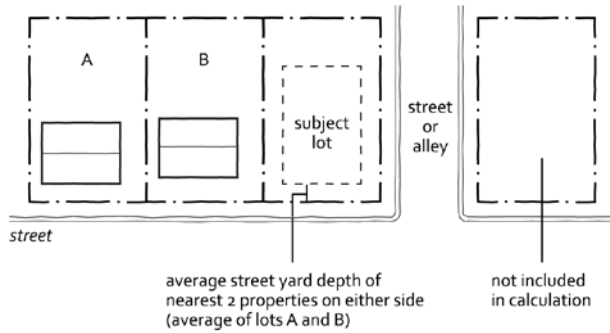 A
B
subject
lot
street
or
alley
street
average street yard depth of
nearest 2 properties on either side
(average of lots A and B)
not included
in calculation